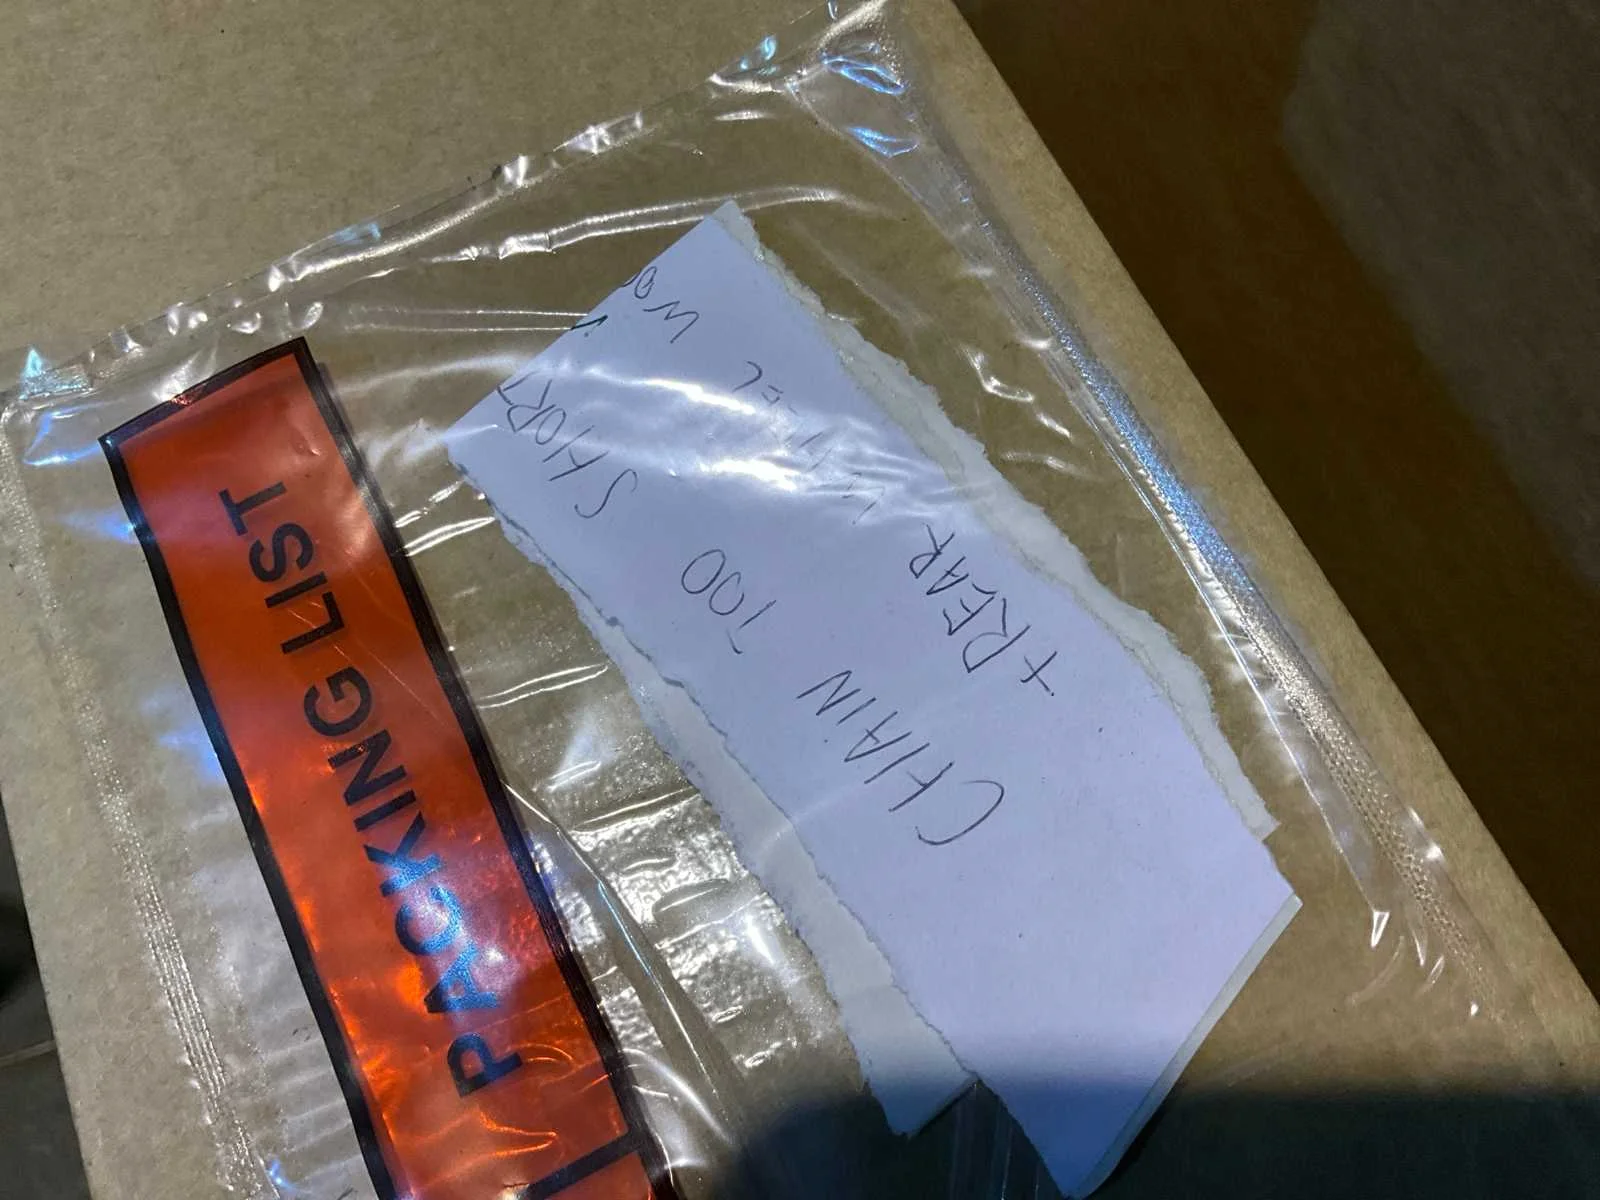 PACKING LIST
CHAIN TOO SHORT
+ REAR WHEEL